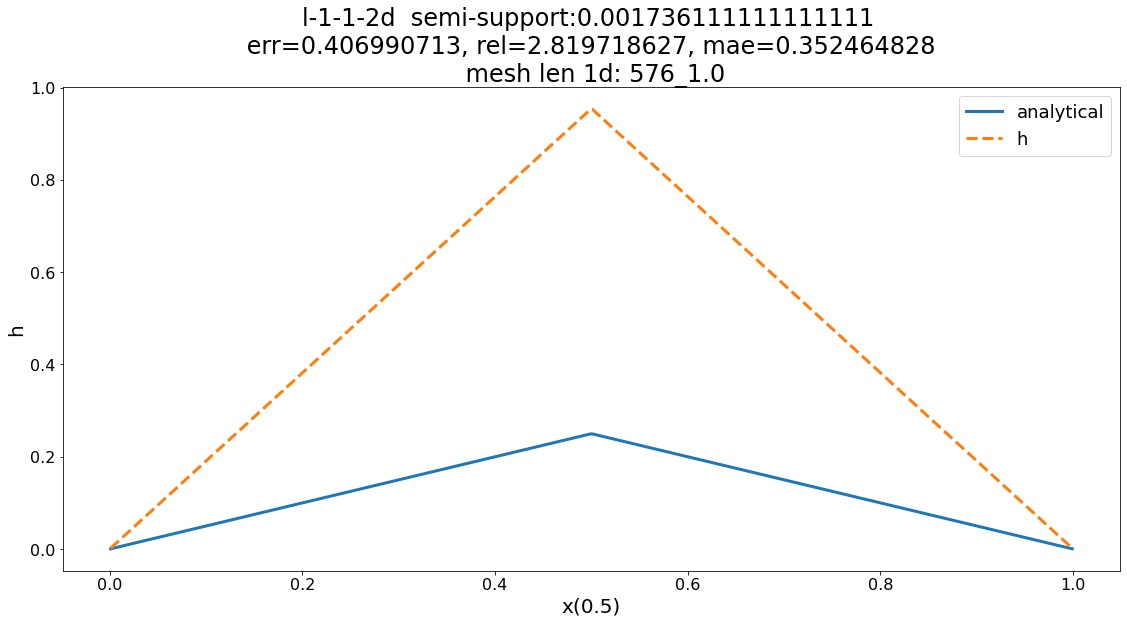 l-1-1-2d  semi-support:0.001736111111111111
err=0.406990713, rel=2.819718627, mae=0.352464828
mesh len 1d: 576_1.0
analytical
h
h
1.0
0.8
0.6
0.4
0.2
0.0
0.0 0.2 0.4 0.6 0.8 1.0
x(0.5)